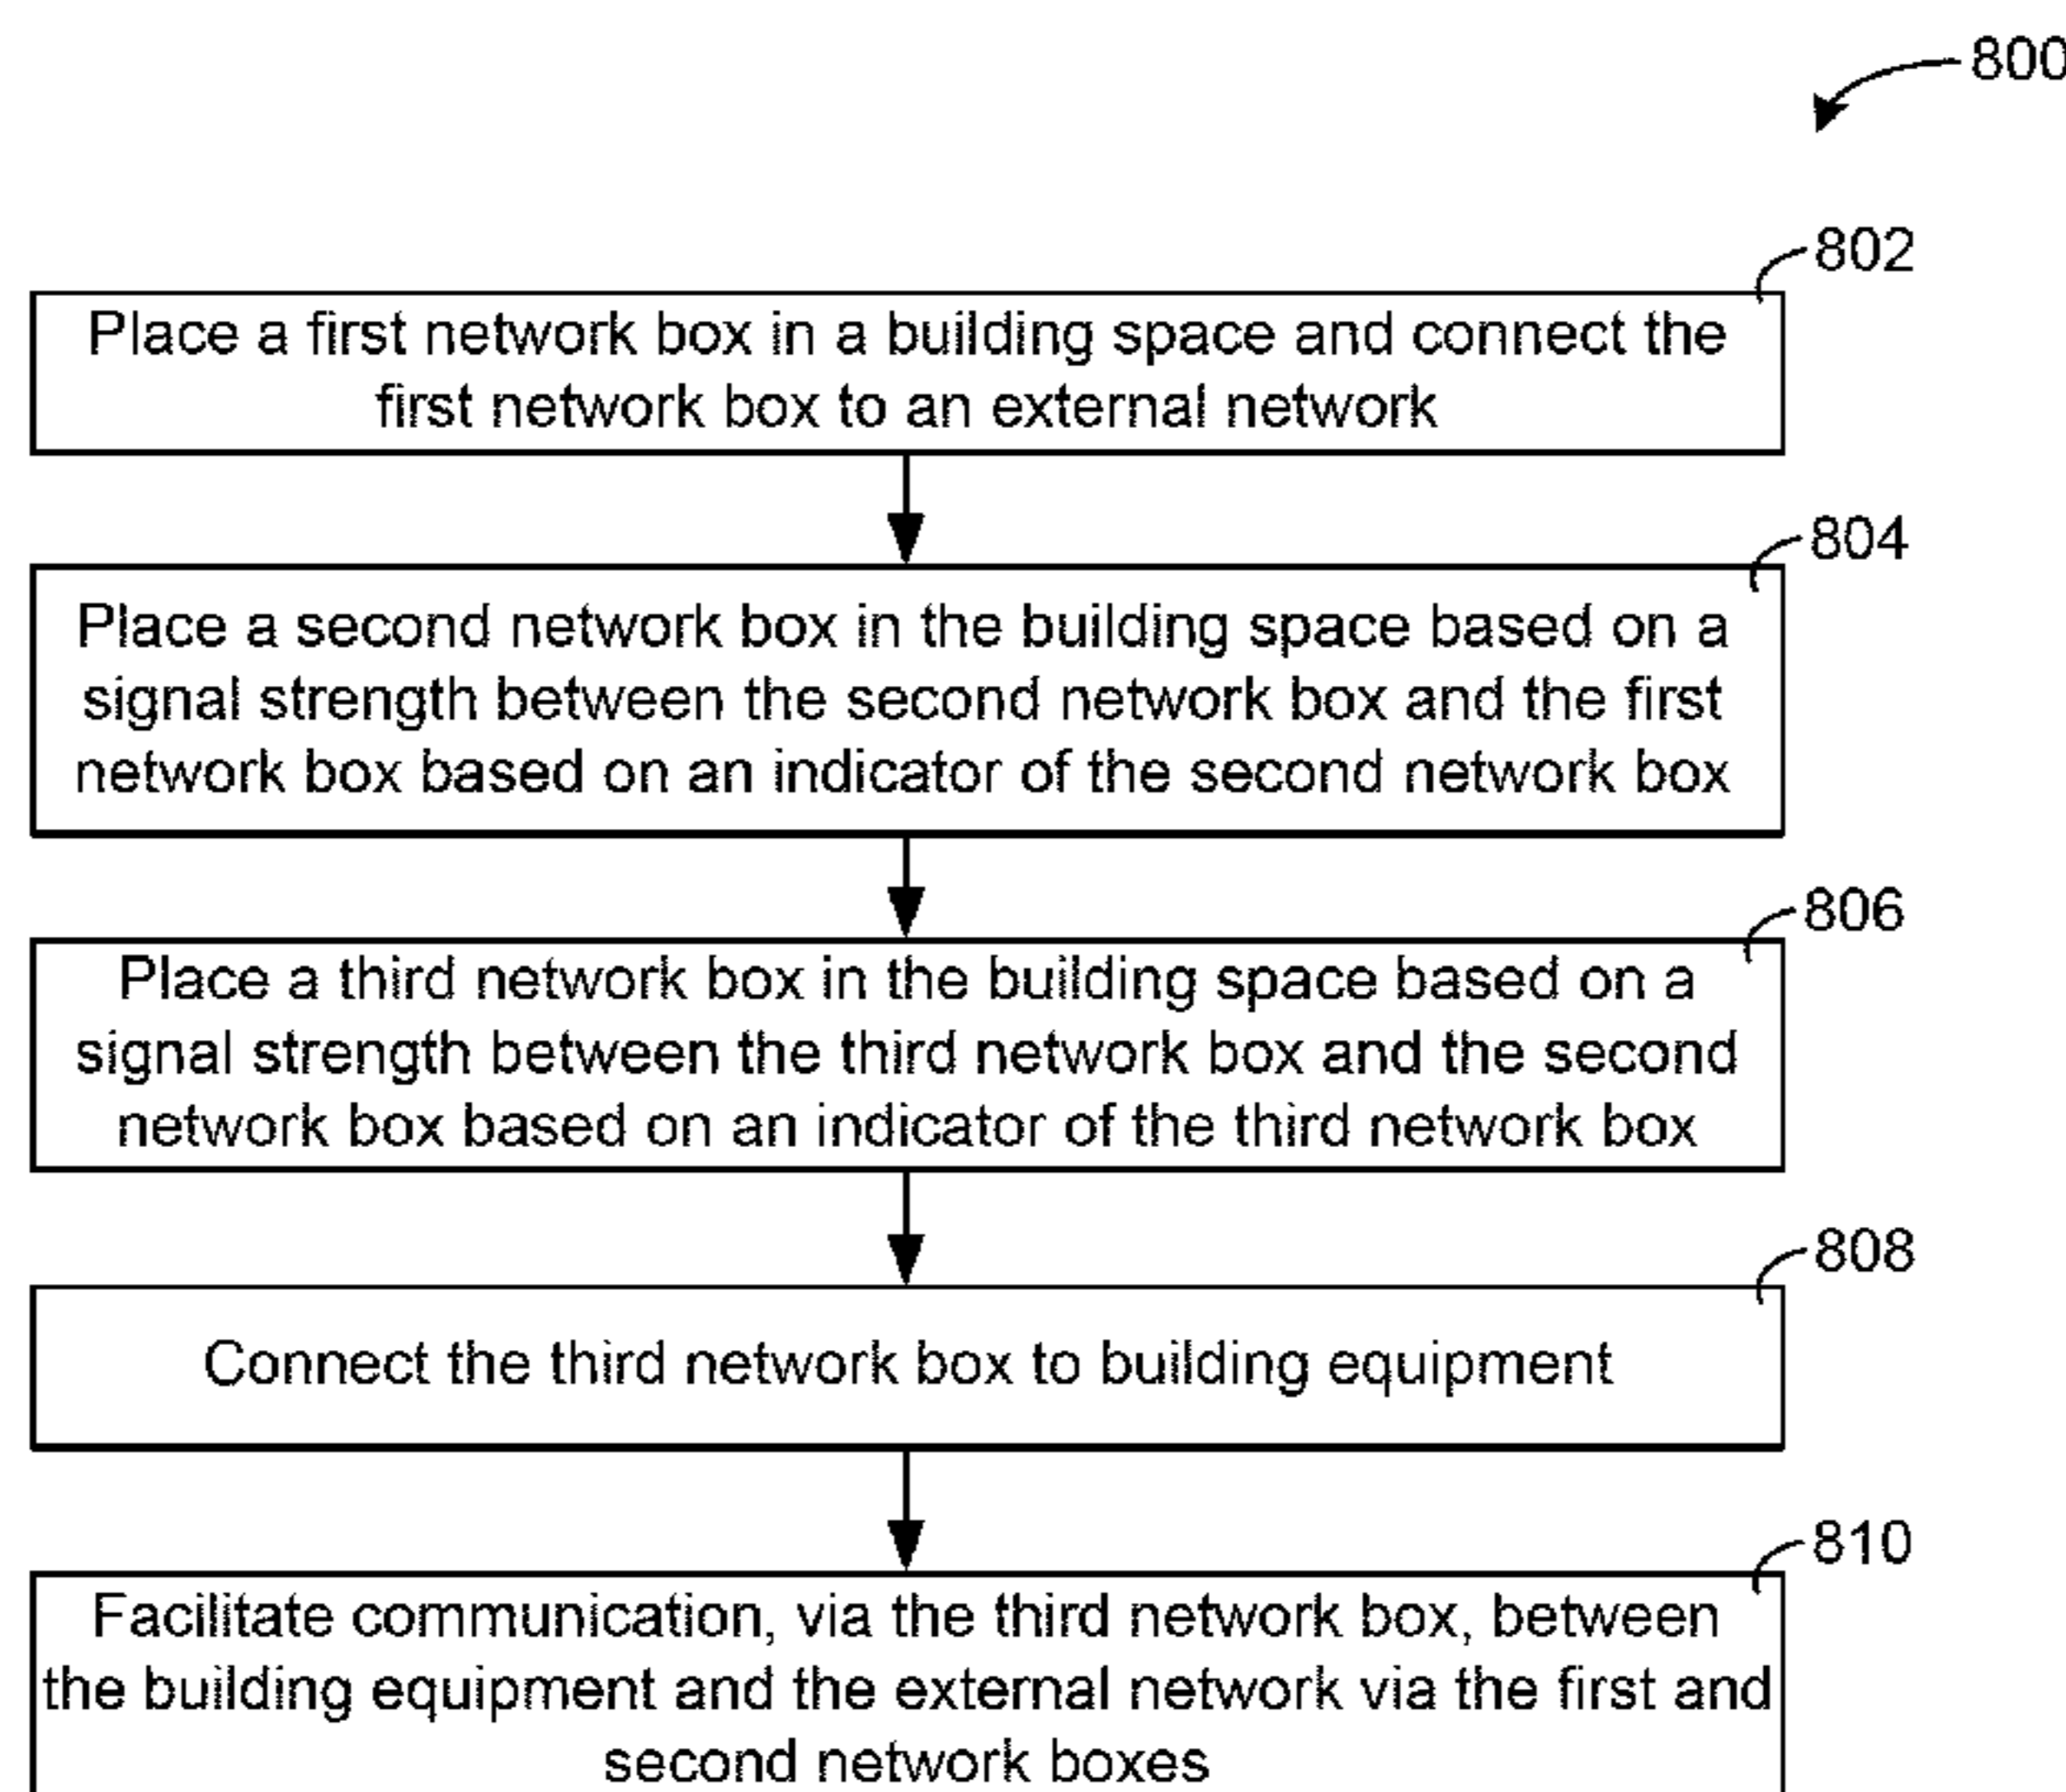 800
802
Place a first network box in a building space and connect the
first network box to an external network
804
Place a second network box in the building space based on a
signal strength between the second network box and the first
network box based on an indicator of the second network box
806
Place a third network box in the building space based on a
signal strength between the third network box and the second
network box based on an indicator of the third network box
808
Connect the third network box to building equipment
810
Facilitate communication, via the third network box, between
the building equipment and the external network via the first and
second network boxes